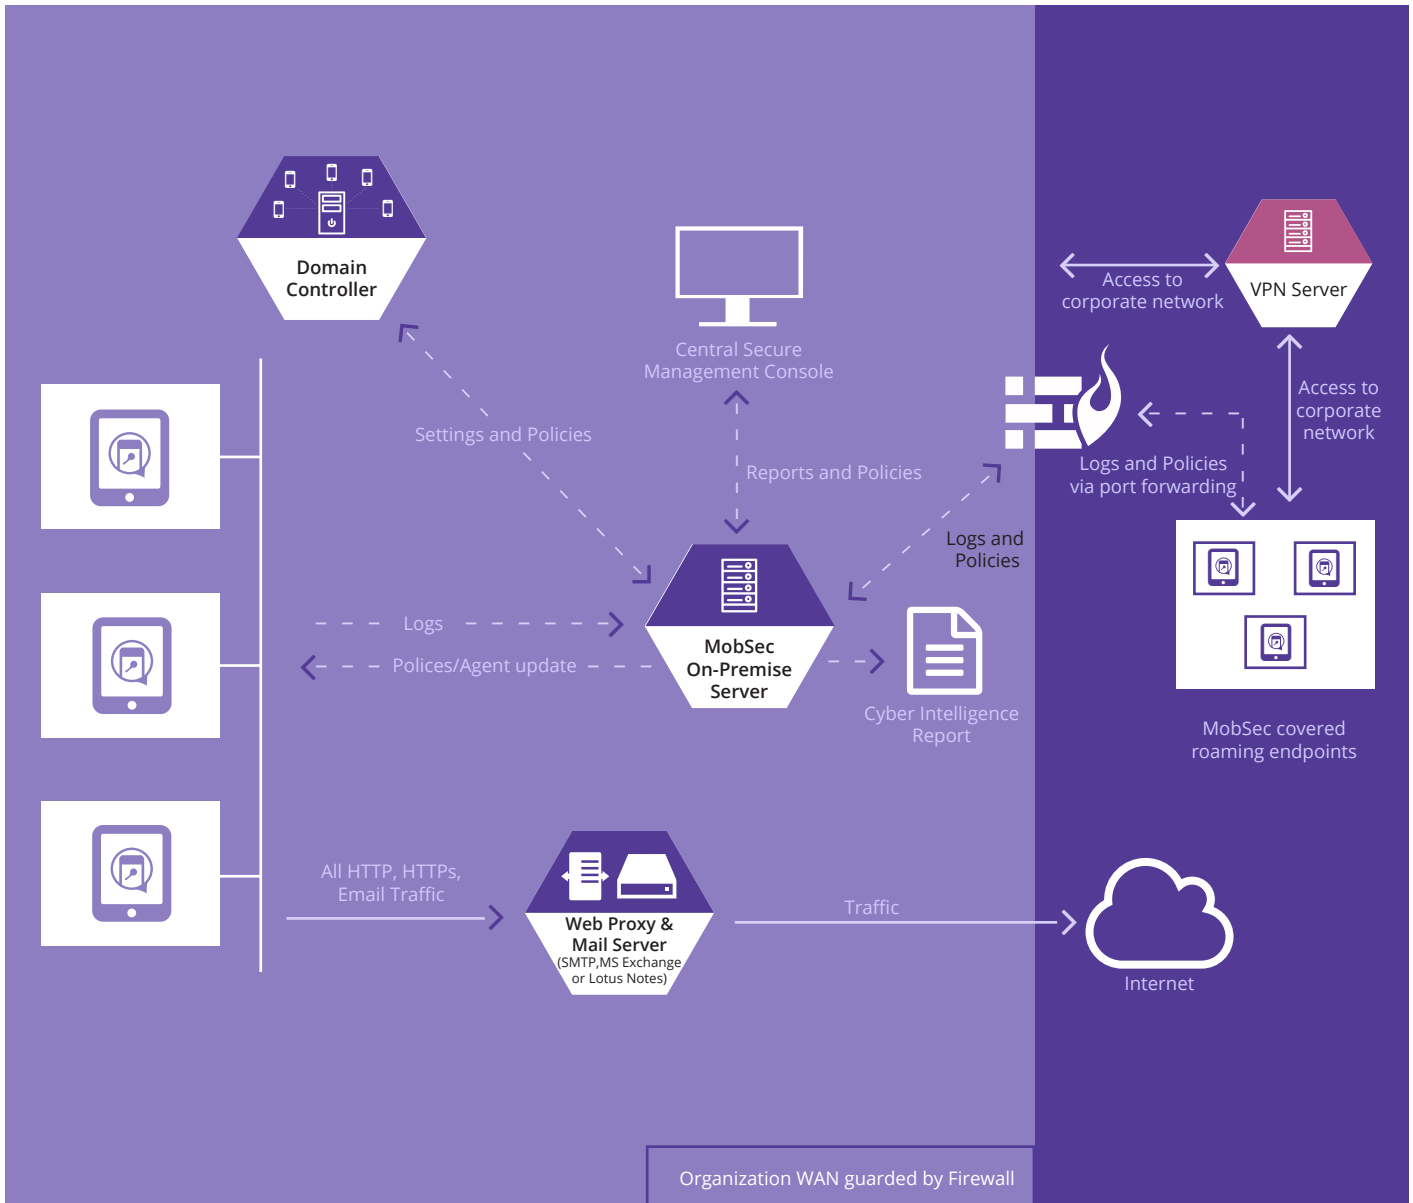 Domain
Controller
Central Secure
Management Console
Access to
corporate network
VPN Server
Access to
corporate
network
Settings and Policies
Reports and Policies
Logs and Policies
via port forwarding
Logs and
Policies
Logs
Polices/Agent update
MobSec
On-Premise
Server
Cyber Intelligence
Report
MobSec covered
roaming endpoints
All HTTP, HTTPs,
Email Traffic
Web Proxy &
Mail Server
(SMTP,MS Exchange
or Lotus Notes)
Traffic
Internet
Organization WAN guarded by Firewall